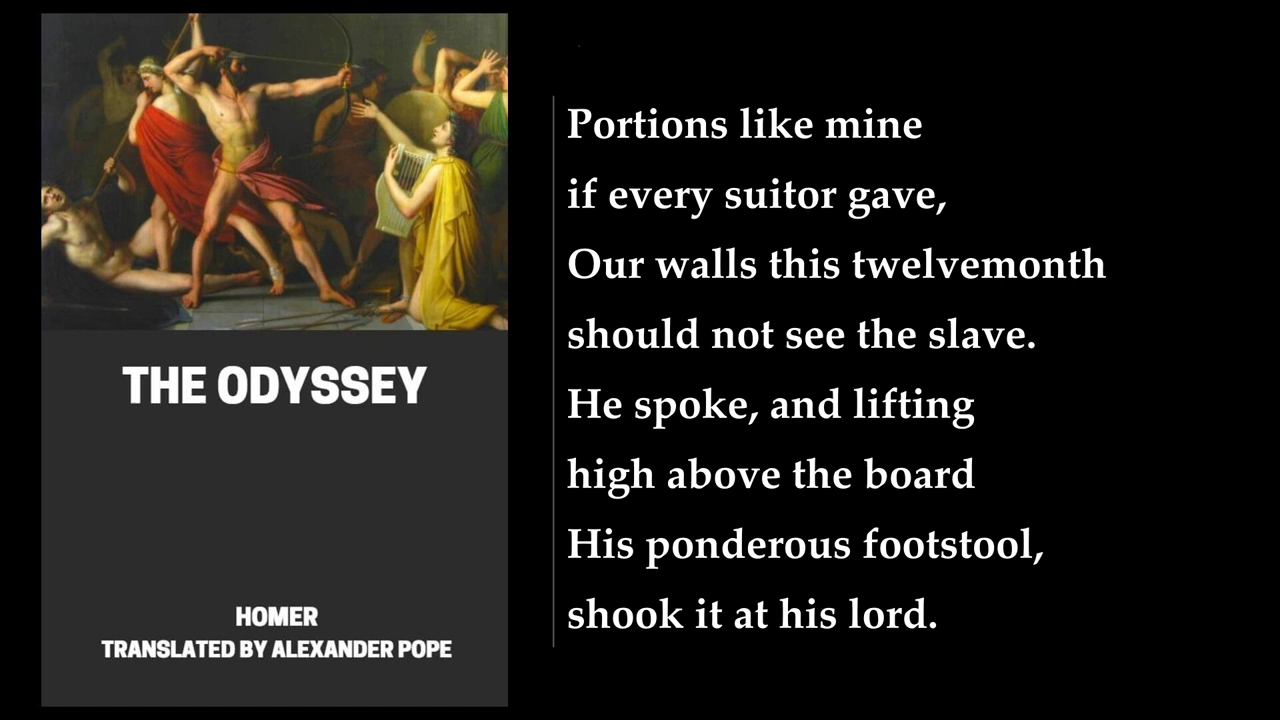 THE ODYSSEY
HOMER
TRANSLATED BY ALEXANDER POPE
Portions like mine
if every suitor gave,
Our walls this twelvemonth
should not see the slave.
He spoke, and lifting
high above the board
His ponderous footstool,
shook it at his lord.